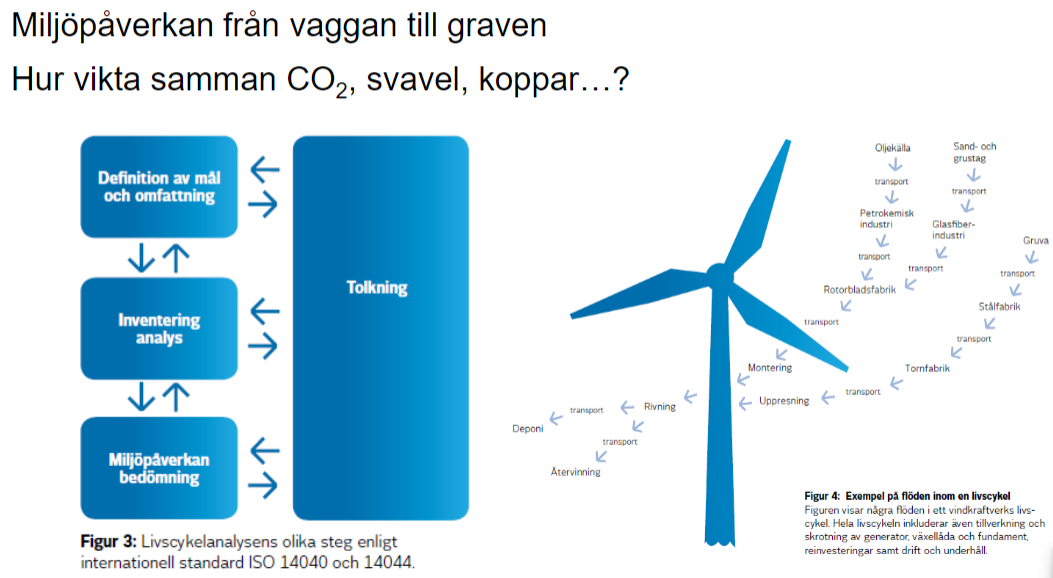 Miljöpåverkan från vaggan till graven
Hur vikta samman CO₂, svavel, koppar…?
Definition av mål
och omfattning
Inventering
analys
Miljöpåverkan
bedömning
Tolkning
Figur 3: Livscykelanalysens olika steg enligt
internationell standard ISO 14040 och 14044.
Oljekälla
transport
Petrokemisk
industri
transport
Rotorbladsfabrik
transport
Montering
Sand- och
grustag
transport
Glasfiber-
industri
transport
Gruva
transport
Stålfabrik
transport
Tornfabrik
transport
Uppresning
Rivning
transport
Deponi
transport
Återvinning
Figur 4: Exempel på flöden inom en livscykel
Figuren visar några flöden i ett vindkraftverks livs-
cykel. Hela livscykeln inkluderar även tillverkning och
skrotning av generator, växellåda och fundament,
reinvesteringar samt drift och underhåll.